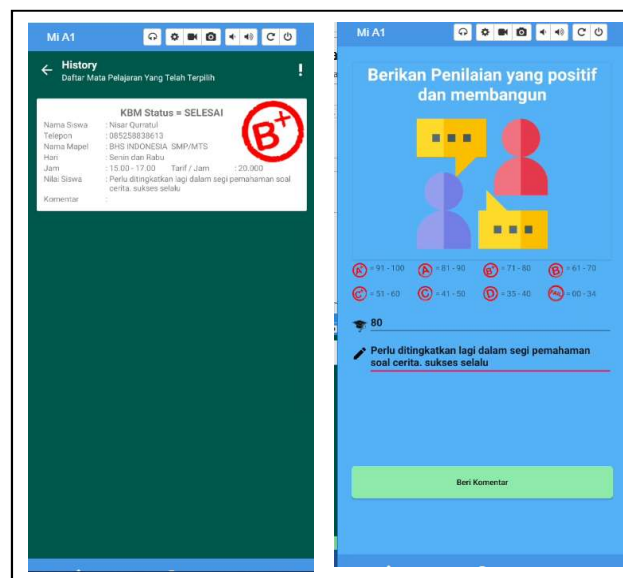 Mi A1
History
Daftar Mata Pelajaran Yang Telah Terpilih
KBM Status = SELESAI
Nama Siswa : Nisar Qurratul
Telepon : 085258838613
Nama Mapel : BHS INDONESIA SMP/MTS
Hari : Senin dan Rabu
Jam : 15.00 - 17.00 Tarif / Jam : 20.000
Nilai Siswa : Perlu ditingkatkan lagi dalam segi pemahaman soal
cerita. sukses selalu
Komentar :
B+
Mi A1
Berikan Penilaian yang positif
dan membangun
A+ = 91 - 100 A = 81 - 90 B+ = 71 - 80 B = 61 - 70
C+ = 51 - 60 C = 41 - 50 D = 35 - 40 FAIL = 00 - 34
80
Perlu ditingkatkan lagi dalam segi pemahaman
soal cerita. sukses selalu
Beri Komentar